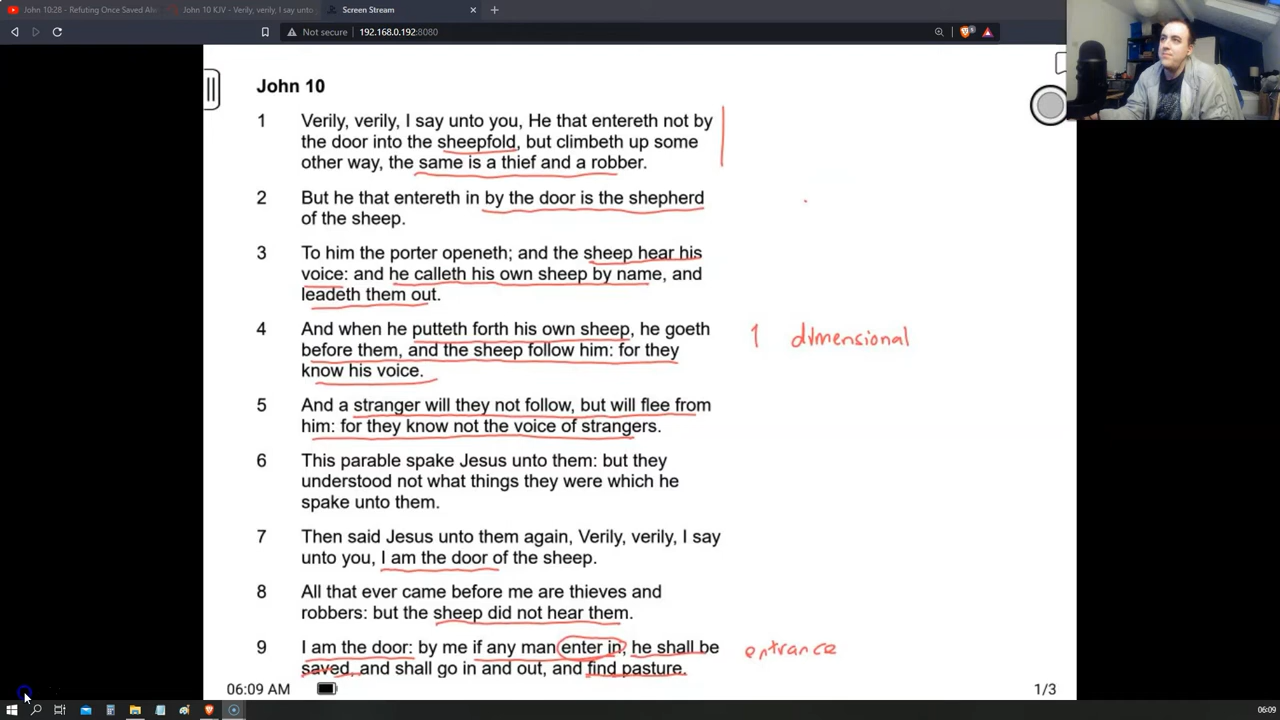 John 10:28 - Refuting Once Saved Al
John 10 KJV - Verily, verily, I say unto
Screen Stream
Not secure 192.168.0.192:8080
John 10
1 Verily, verily, I say unto you, He that entereth not by
the door into the sheepfold, but climbeth up some
other way, the same is a thief and a robber.
2 But he that entereth in by the door is the shepherd
of the sheep.
3 To him the porter openeth; and the sheep hear his
voice: and he calleth his own sheep by name, and
leadeth them out.
4 And when he putteth forth his own sheep, he goeth 1 dimensional
before them, and the sheep follow him: for they
know his voice.
5 And a stranger will they not follow, but will flee from
him: for they know not the voice of strangers.
6 This parable spake Jesus unto them: but they
understood not what things they were which he
spake unto them.
7 Then said Jesus unto them again, Verily, verily, I say
unto you, I am the door of the sheep.
8 All that ever came before me are thieves and
robbers: but the sheep did not hear them.
9 I am the door: by me if any man enter in, he shall be entrance
saved, and shall go in and out, and find pasture.
06:09 AM 1/3
06:09